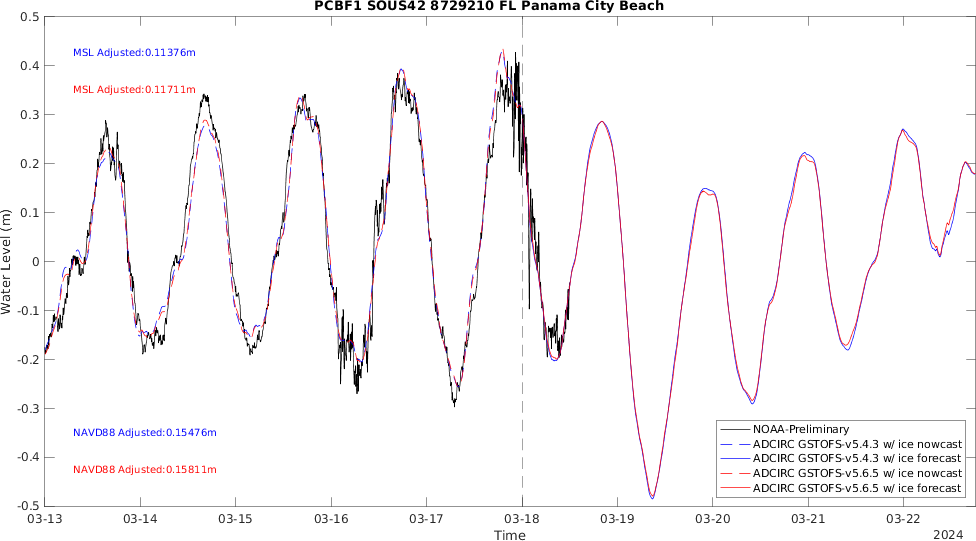 PCBF1 SOUS42 8729210 FL Panama City Beach
0.5
0.4
0.3
0.2
0.1
0
-0.1
-0.2
-0.3
-0.4
-0.5
Water Level (m)
MSL Adjusted:0.11376m
MSL Adjusted:0.11711m
NAVD88 Adjusted:0.15476m
NAVD88 Adjusted:0.15811m
NOAA-Preliminary
ADCIRC GSTOFS-v5.4.3 w/ ice nowcast
ADCIRC GSTOFS-v5.4.3 w/ ice forecast
ADCIRC GSTOFS-v5.6.5 w/ ice nowcast
ADCIRC GSTOFS-v5.6.5 w/ ice forecast
03-13 03-14 03-15 03-16 03-17 03-18 03-19 03-20 03-21 03-22
Time
2024